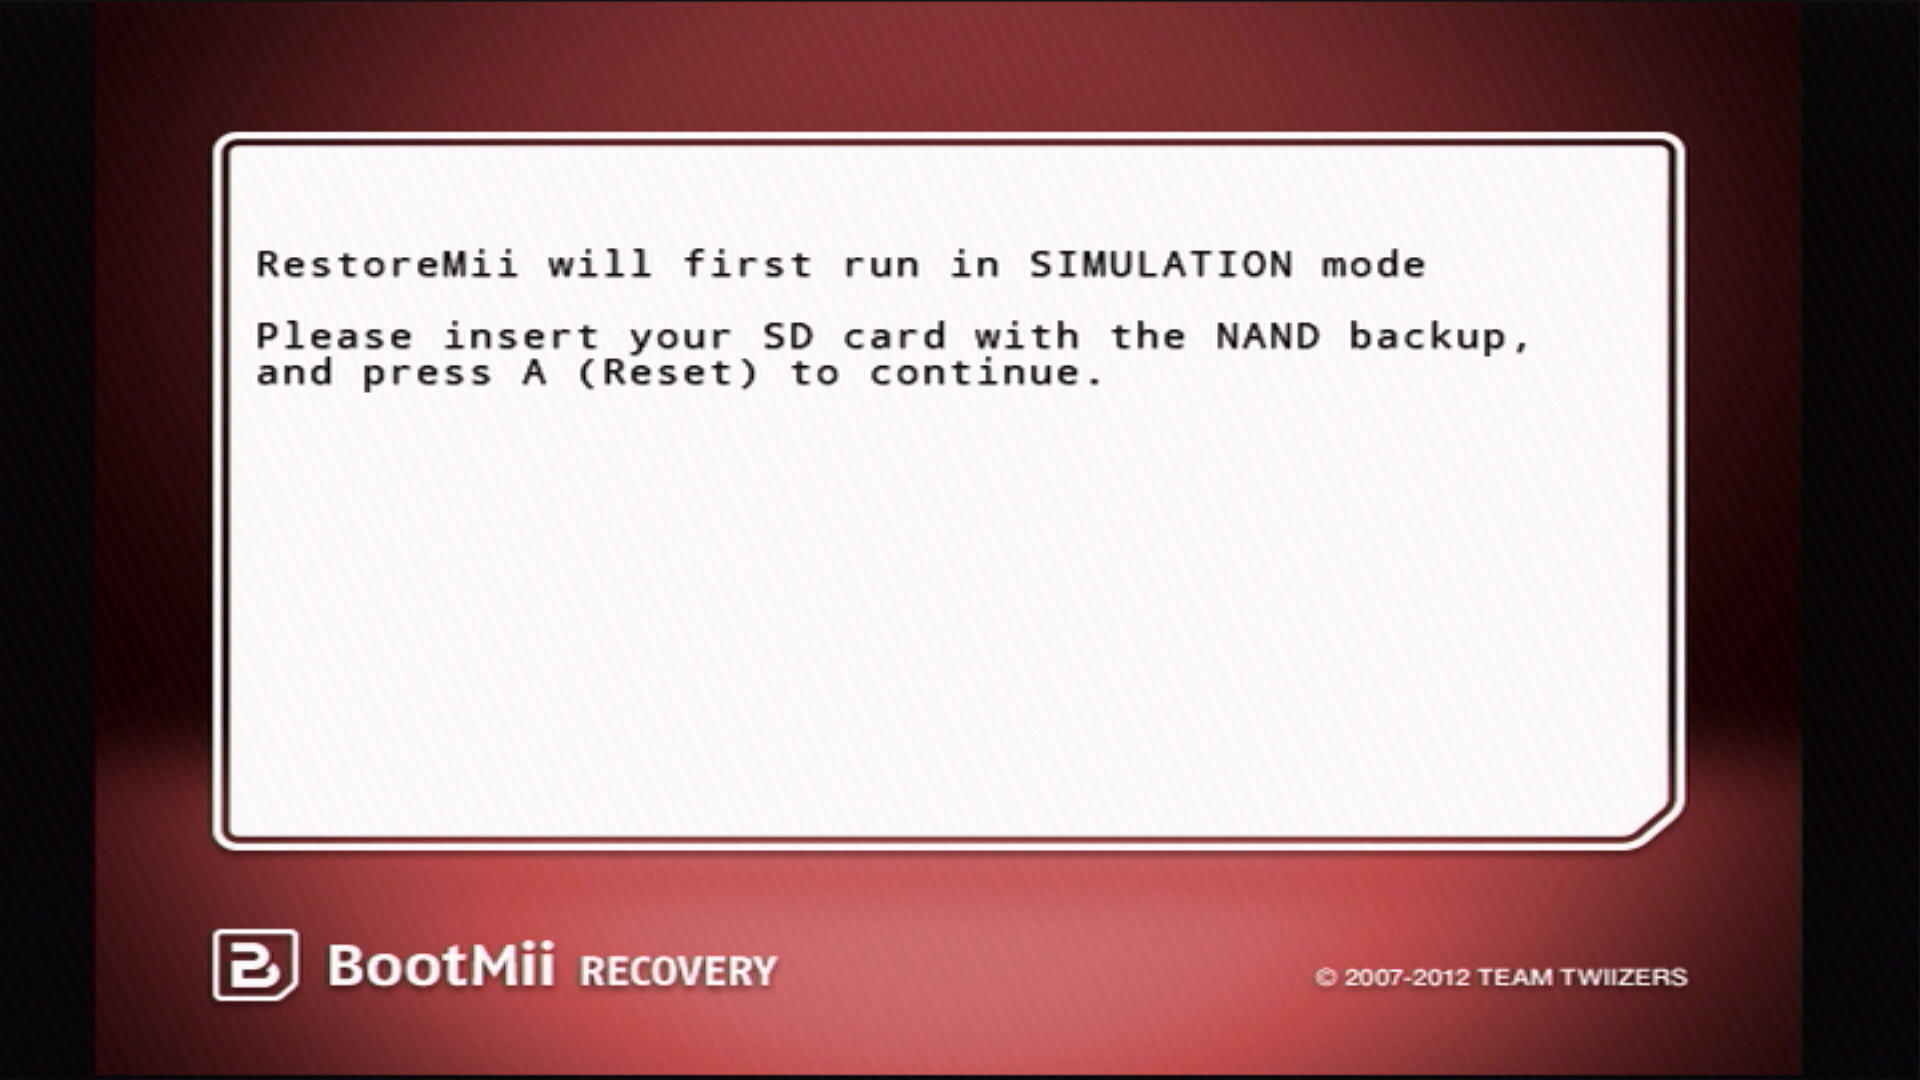 RestoreMii will first run in SIMULATION mode
Please insert your SD card with the NAND backup,
and press A (Reset) to continue.
BootMii RECOVERY
© 2007-2012 TEAM TWIIZERS